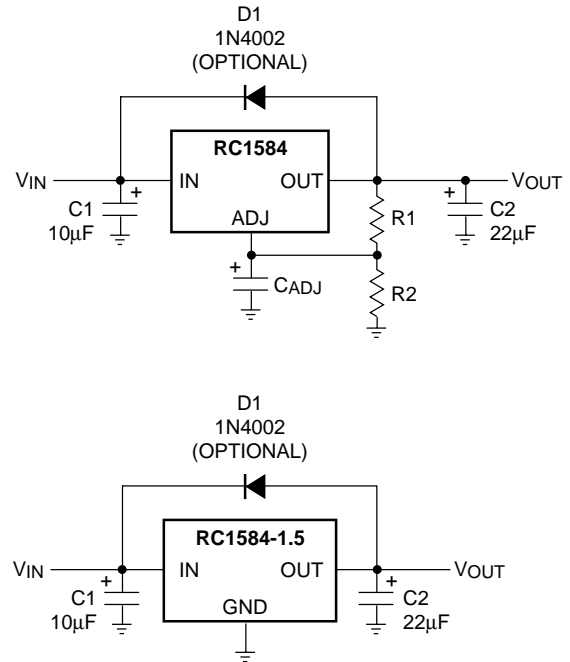 D1
1N4002
(OPTIONAL)
RC1584
VIN
IN
OUT
VOUT
+
C1
10μF
ADJ
R1
+
C2
22μF
+
CADJ
R2
D1
1N4002
(OPTIONAL)
RC1584-1.5
VIN
IN
OUT
VOUT
+
C1
10μF
GND
+
C2
22μF